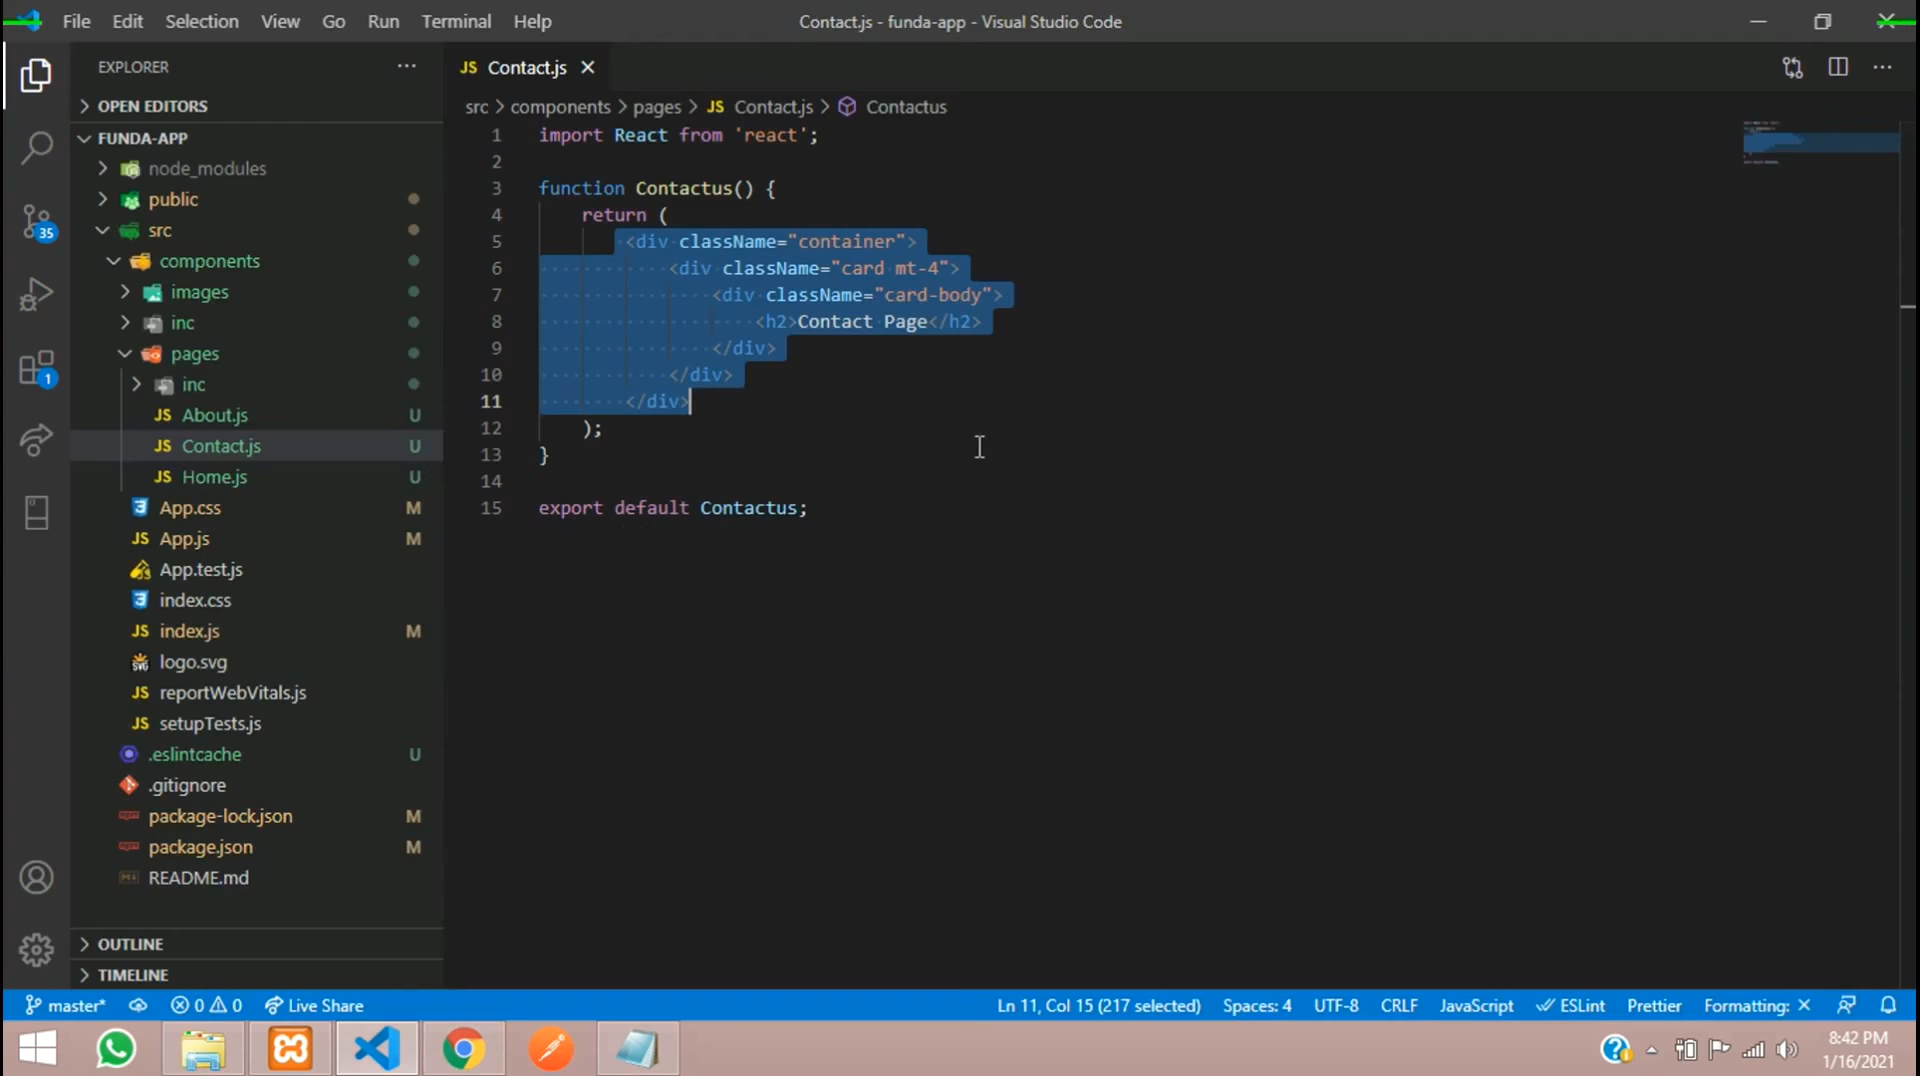 File Edit Selection View Go Run Terminal Help
Contact.js - funda-app - Visual Studio Code
EXPLORER
OPEN EDITORS
FUNDA-APP
node_modules
public
src
components
images
inc
pages
inc
About.js U
Contact.js U
Home.js U
App.css M
App.js M
App.test.js
index.css
index.js M
logo.svg
reportWebVitals.js
setupTests.js
.eslintcache U
.gitignore
package-lock.json M
package.json M
README.md
OUTLINE
TIMELINE
35
1
JS Contact.js
src > components > pages > JS Contact.js > Contactus
1 import React from 'react';
2
3 function Contactus() {
4 return (
5 <div className="container">
6 <div className="card mt-4">
7 <div className="card-body">
8 <h2>Contact Page</h2>
9 </div>
10 </div>
11 </div>
12 );
13 }
14
15 export default Contactus;
master* 0 0 Live Share
Ln 11, Col 15 (217 selected) Spaces: 4 UTF-8 CRLF JavaScript ESLint Prettier Formatting: ×
8:42 PM
1/16/2021